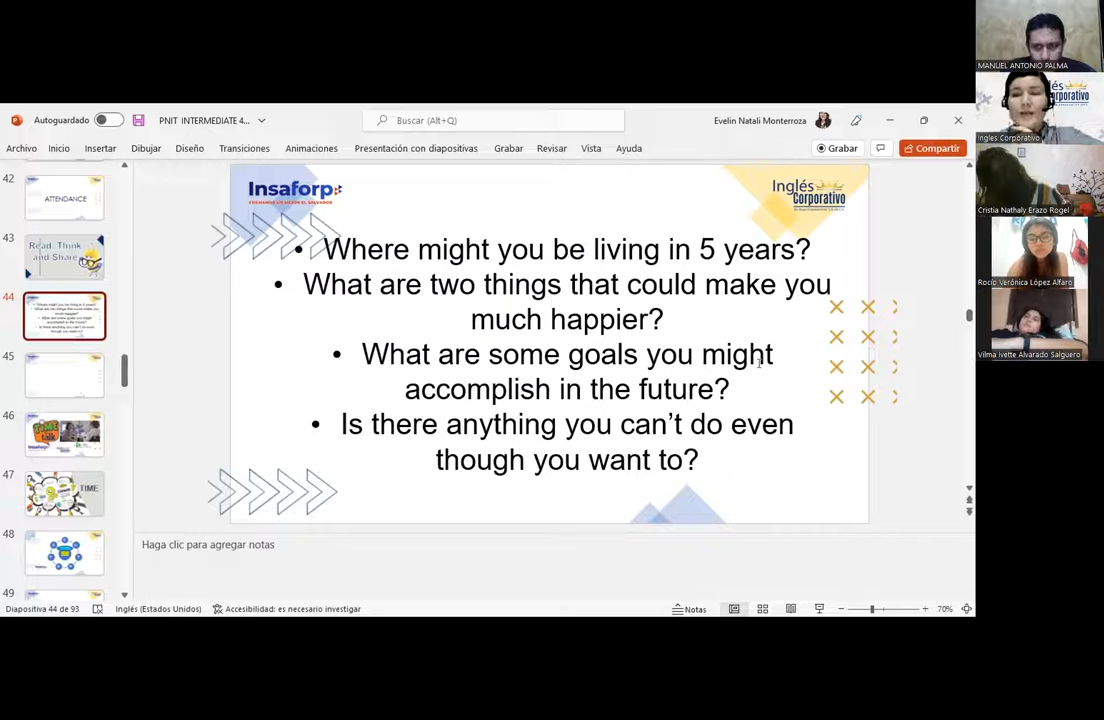 Autoguardado
PNIT INTERMEDIATE 4...
Buscar (Alt+Q)
Evelin Natali Monterroza
Archivo Inicio Insertar Dibujar Diseño Transiciones Animaciones Presentación con diapositivas Grabar Revisar Vista Ayuda
Grabar
Compartir
42
ATTENDANCE
43
Read, Think
and Share
44
45
46
47
TIME
48
49
Insaforp
Inglés
Corporativo
• Where might you be living in 5 years?
• What are two things that could make you
much happier?
• What are some goals you might
accomplish in the future?
• Is there anything you can't do even
though you want to?
Haga clic para agregar notas
Diapositiva 44 de 93
Inglés (Estados Unidos)
Accesibilidad: es necesario investigar
Notas
70%
MANUEL ANTONIO PALMA
Ingles Corporativo
Cristia Nathaly Erazo Rogel
Rocío Verónica López Alfaro
Vilma Ivette Alvarado Salguero